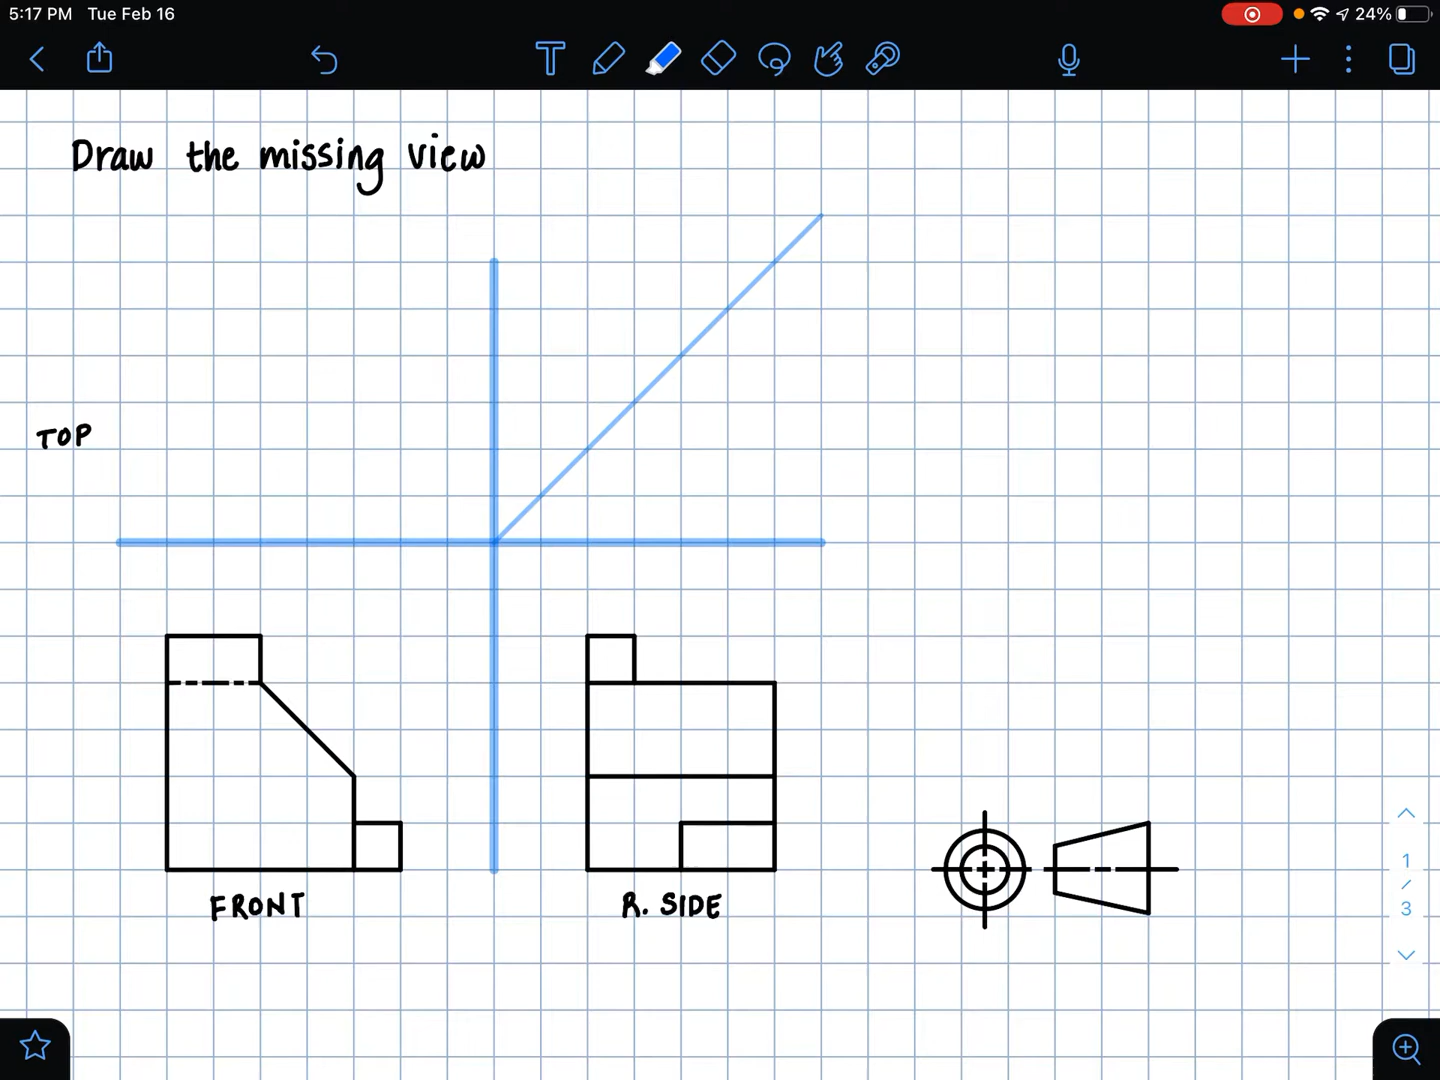 5:17 PM Tue Feb 16
24%
Draw the missing view
TOP
FRONT
R. SIDE
1
/
3